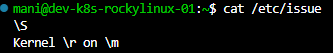 mani@dev-k8s-rockylinux-01:~$ cat /etc/issue
\S
Kernel \r on \m